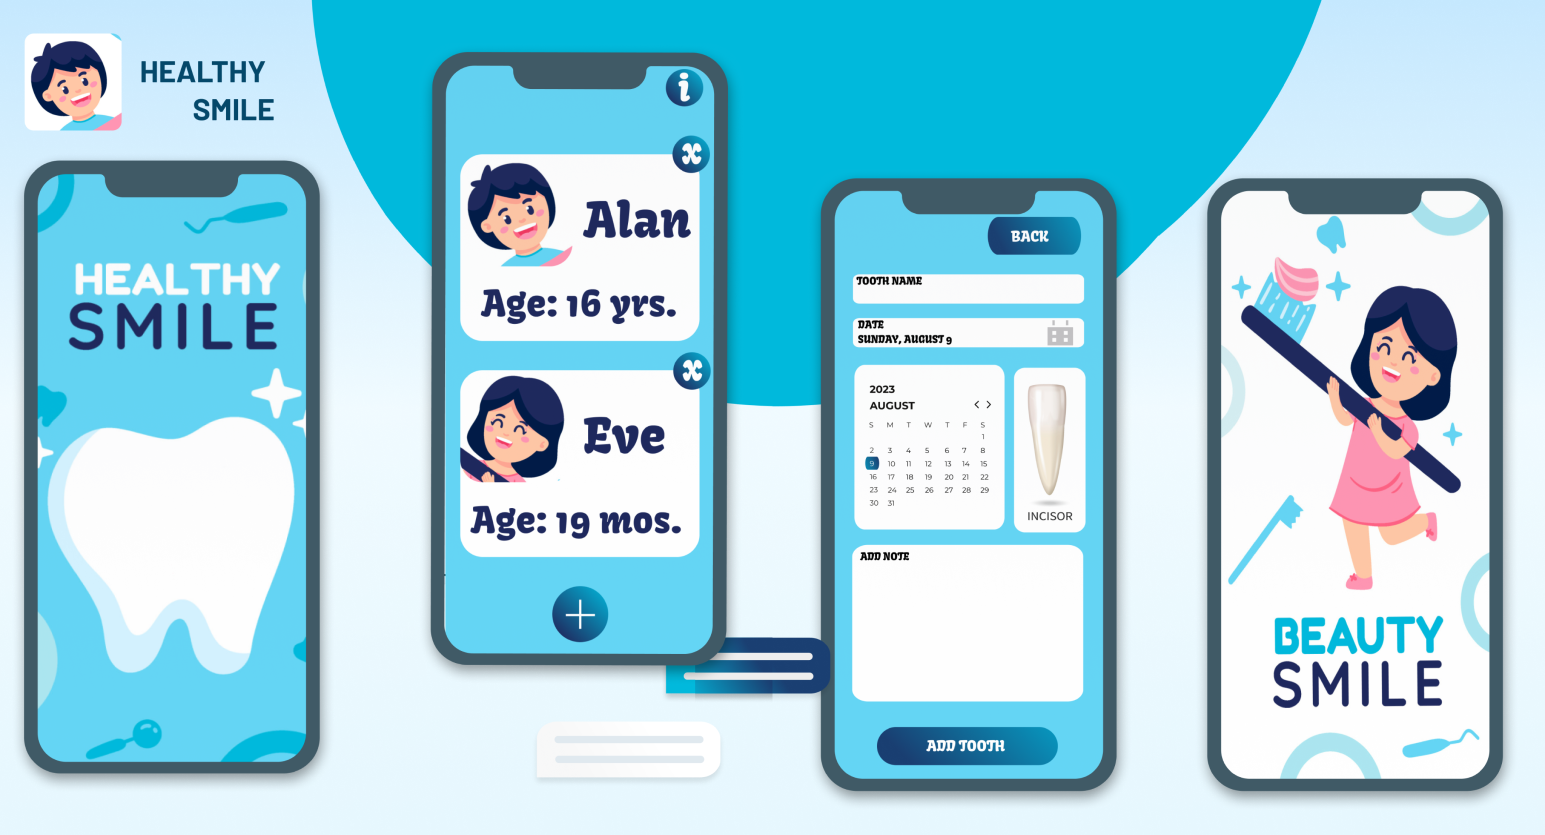 HEALTHY
SMILE
HEALTHY
SMILE
i
x
Alan
Age: 16 yrs.
x
Eve
Age: 19 mos.
+
BACK
TOOTH NAME
DATE
SUNDAY, AUGUST 9
2023
AUGUST < >
S M T W T F S
1
2 3 4 5 6 7 8
9 10 11 12 13 14 15
16 17 18 19 20 21 22
23 24 25 26 27 28 29
30 31
INCISOR
ADD NOTE
ADD TOOTH
BEAUTY
SMILE